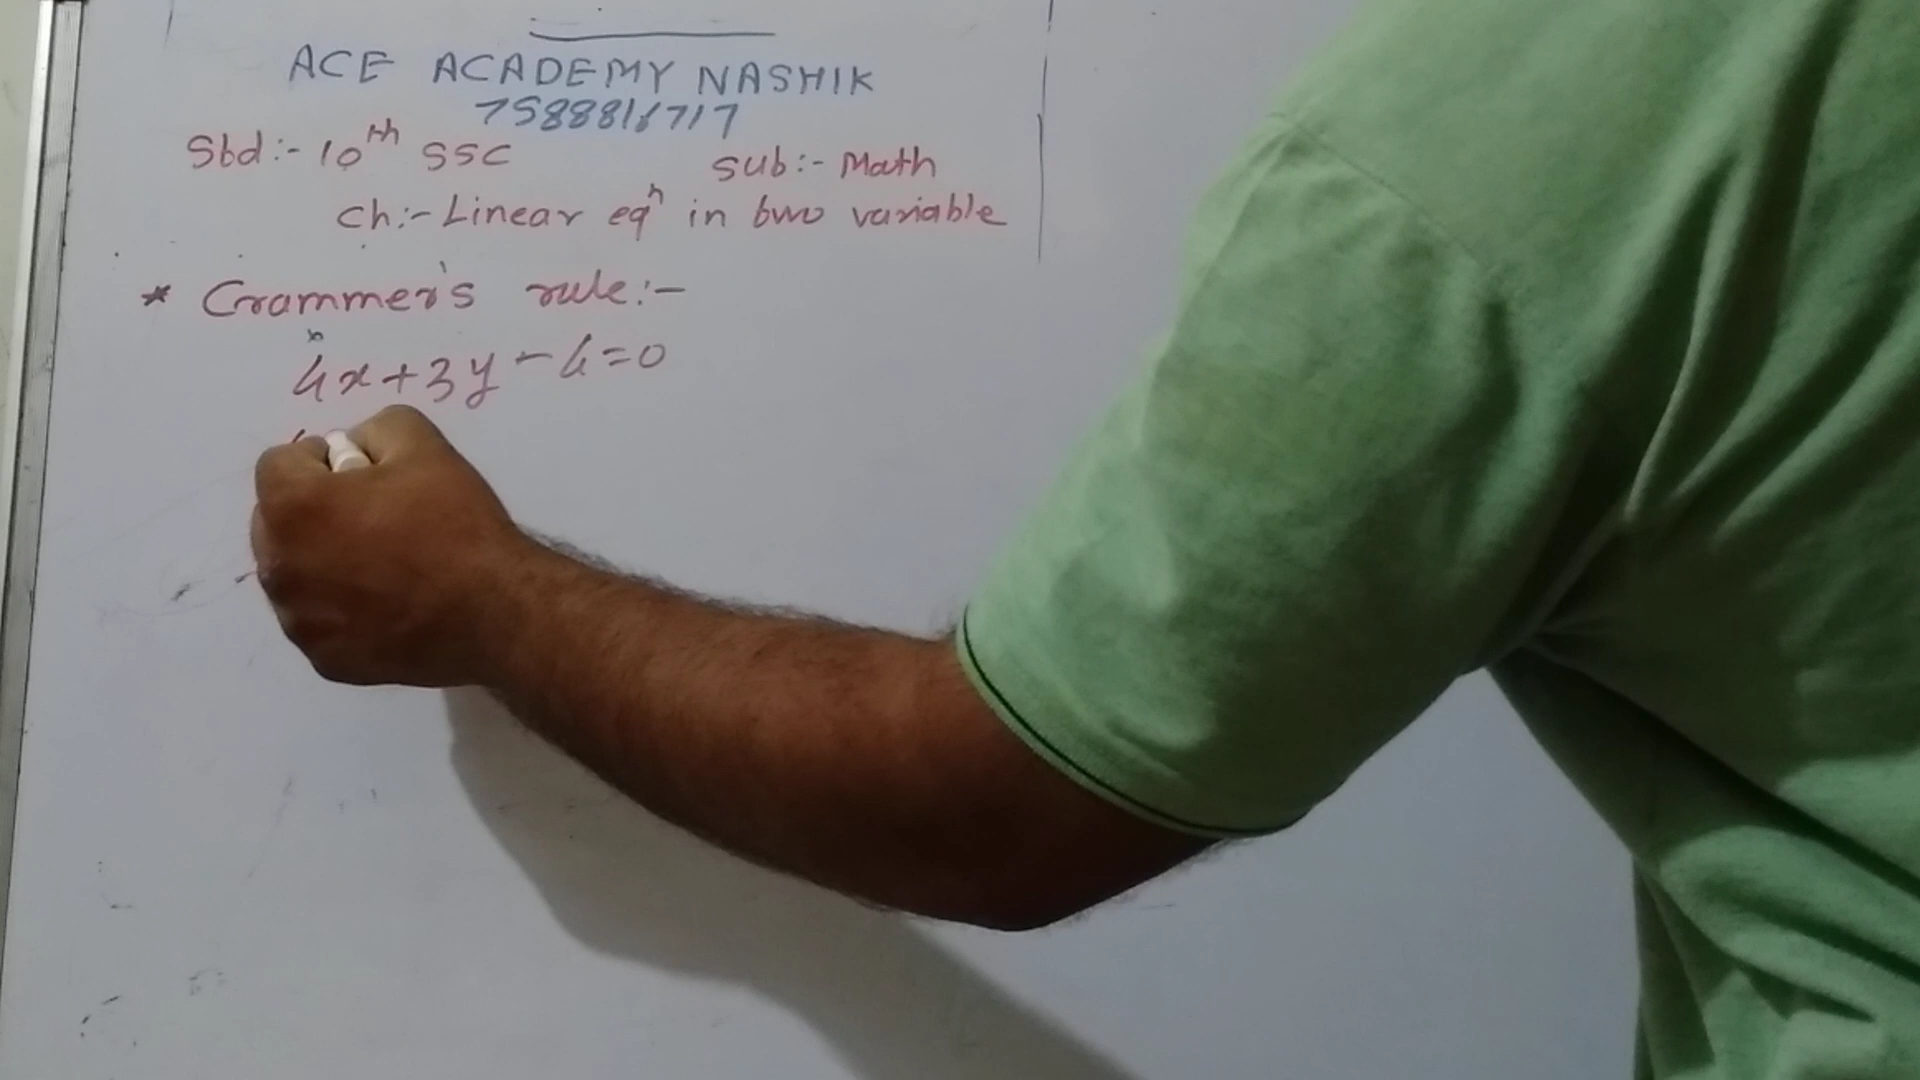 ACE ACADEMY NASHIK
7588816717
Sbd:- 10th SSC sub:- Math
ch:- Linear eqn in two variable
* Crammer's rule:-
4x+3y-4=0